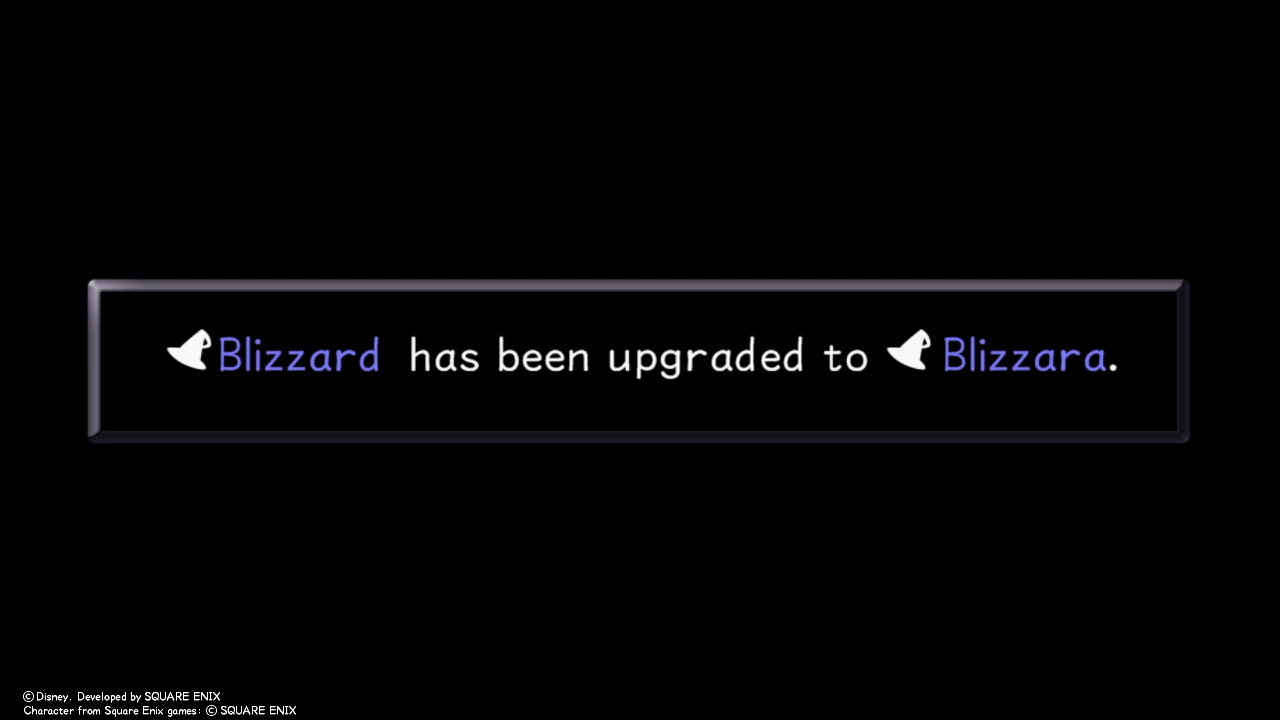 Blizzard has been upgraded to Blizzara.
©Disney. Developed by SQUARE ENIX
Character from Square Enix games: © SQUARE ENIX